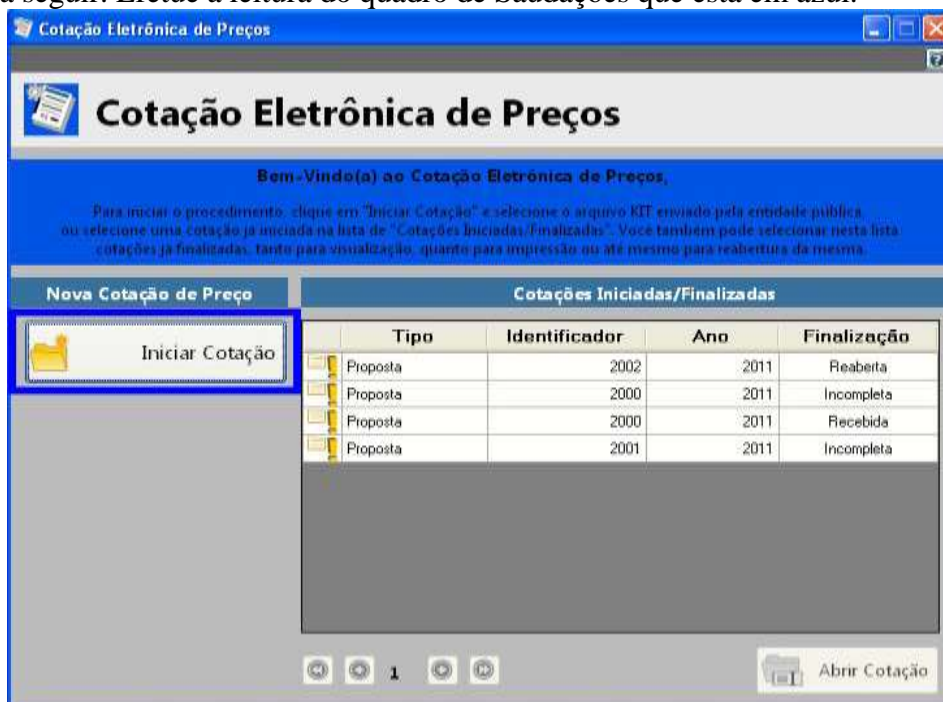 a seguir. Efetue a leitura do quadro de Saudações que está em azul.
Cotação Eletrônica de Preços
Cotação Eletrônica de Preços
Bem-Vindo(a) ao Cotação Eletrônica de Preços,
Para iniciar o procedimento, clique em "Iniciar Cotação" e selecione o arquivo KIT enviado pela entidade pública,
ou selecione uma cotação já iniciada na lista de "Cotações Iniciadas/Finalizadas". Você também pode selecionar nesta lista
cotações já finalizadas, tanto para visualização, quanto para impressão ou até mesmo para reabertura da mesma.
Nova Cotação de Preço
Cotações Iniciadas/Finalizadas
Iniciar Cotação
Tipo Identificador Ano Finalização
Proposta 2002 2011 Reaberta
Proposta 2000 2011 Incompleta
Proposta 2000 2011 Recebida
Proposta 2001 2011 Incompleta
1
Abrir Cotação